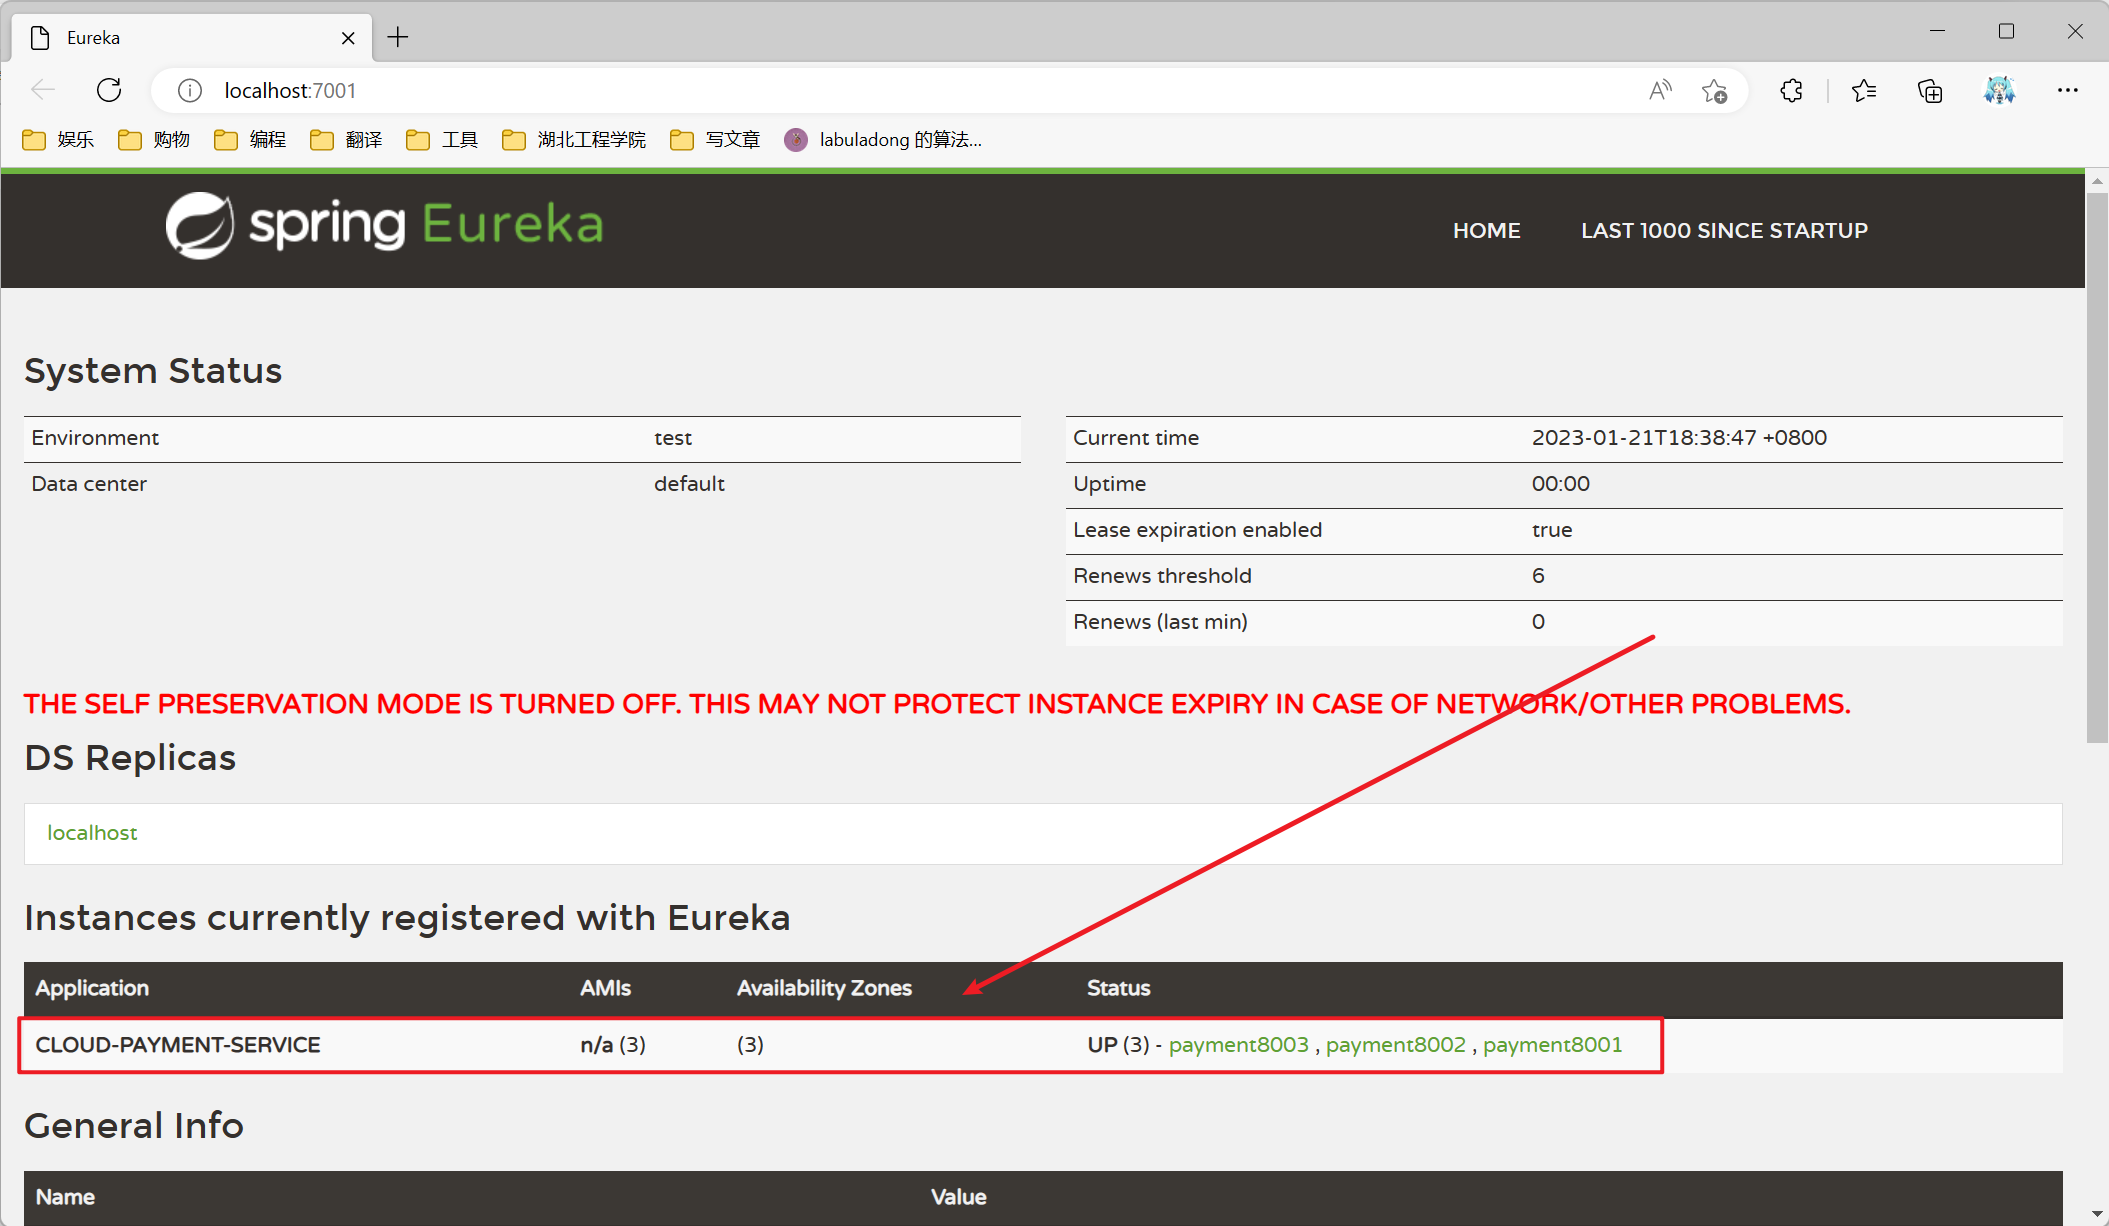 Eureka
localhost:7001
娱乐 购物 编程 翻译 工具 湖北工程学院 写文章 labuladong 的算法...
spring Eureka
HOME LAST 1000 SINCE STARTUP
System Status
Environment test
Data center default
Current time 2023-01-21T18:38:47 +0800
Uptime 00:00
Lease expiration enabled true
Renews threshold 6
Renews (last min) 0
THE SELF PRESERVATION MODE IS TURNED OFF. THIS MAY NOT PROTECT INSTANCE EXPIRY IN CASE OF NETWORK/OTHER PROBLEMS.
DS Replicas
localhost
Instances currently registered with Eureka
Application AMIs Availability Zones Status
CLOUD-PAYMENT-SERVICE n/a (3) (3) UP (3) - payment8003 , payment8002 , payment8001
General Info
Name Value